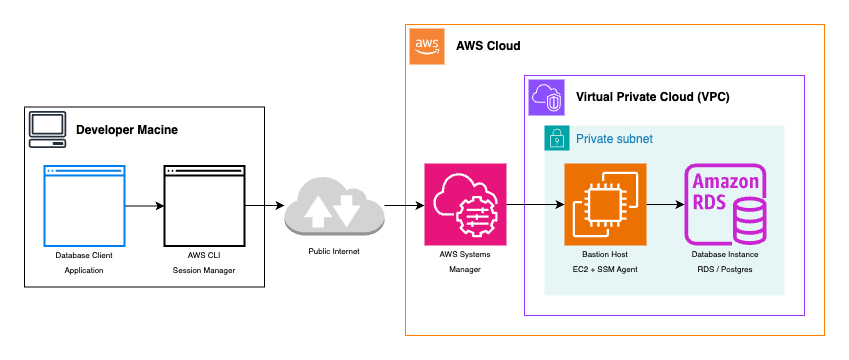 aws
AWS Cloud
Virtual Private Cloud (VPC)
Developer Macine
Private subnet
Amazon
RDS
Database Client
Application
AWS CLI
Session Manager
Public Internet
AWS Systems
Manager
Bastion Host
EC2 + SSM Agent
Database Instance
RDS / Postgres